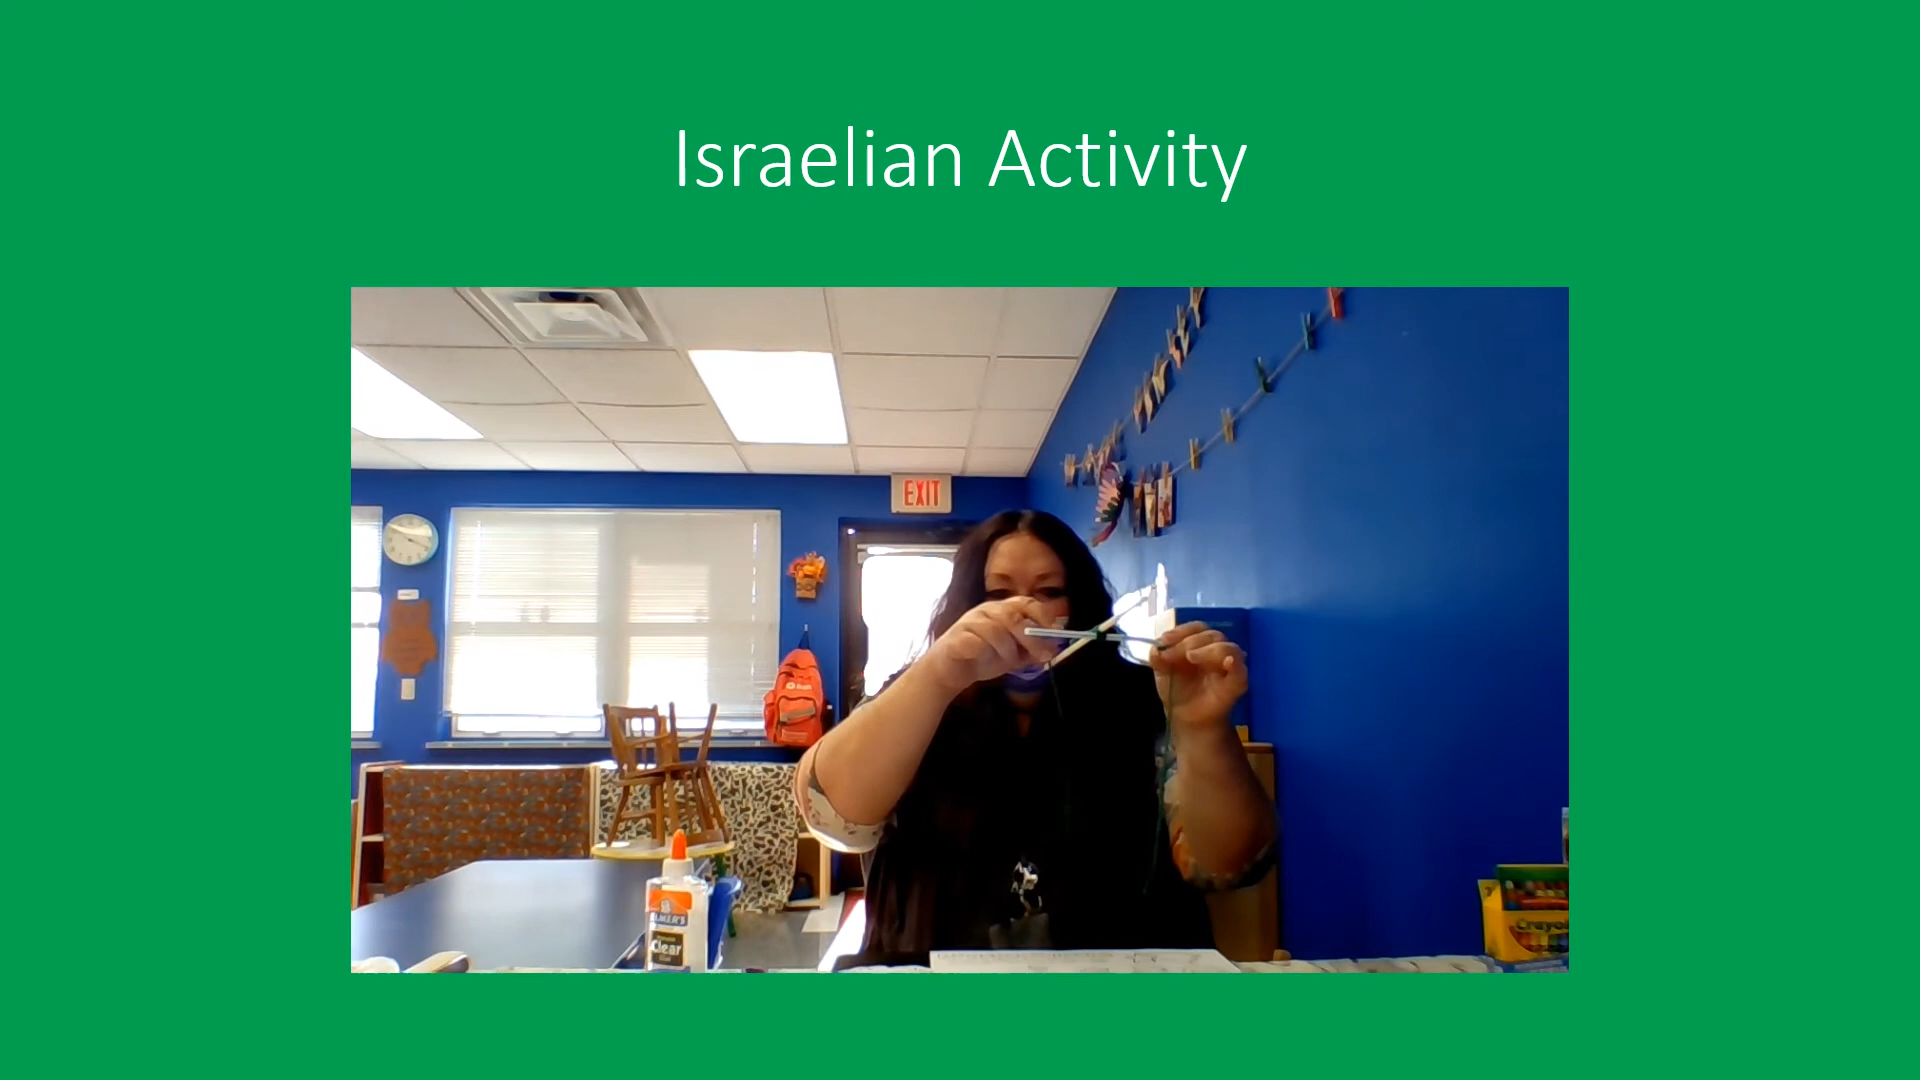 Israelian Activity
EXIT
ELMER'S
Clear
Crayola